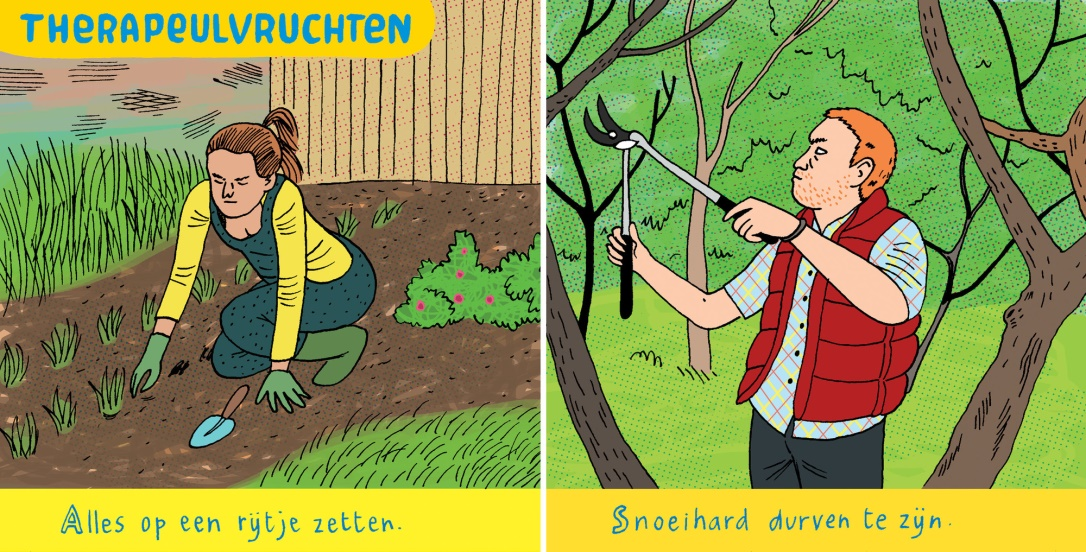 THERAPEULVRUCHTEN
Alles op een rijtje zetten.
Snoeihard durven te zijn.